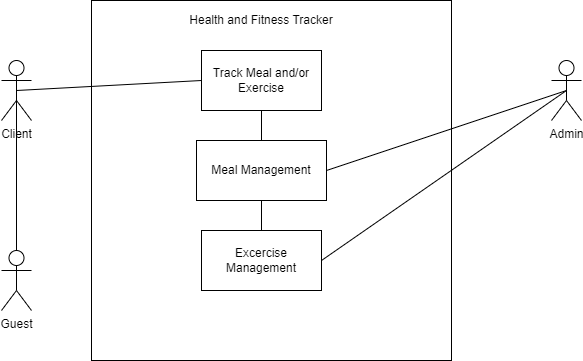 Health and Fitness Tracker
Track Meal and/or
Exercise
Client
Admin
Meal Management
Excercise
Management
Guest